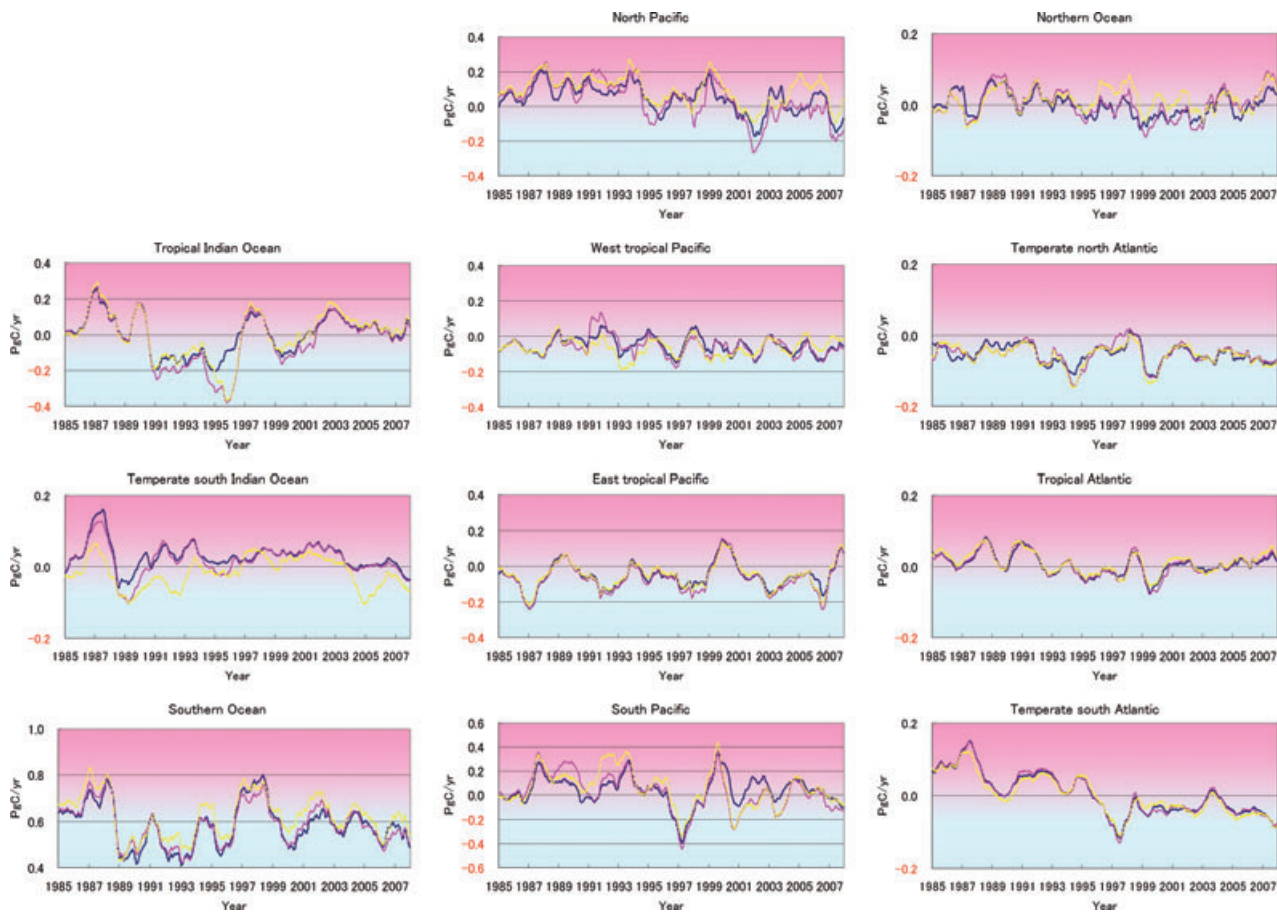 North Pacific
0.4
0.2
0.0
-0.2
-0.4
PgC/yr
1985 1987 1989 1991 1993 1995 1997 1999 2001 2003 2005 2007
Year
Northern Ocean
0.2
0.0
-0.2
PgC/yr
1985 1987 1989 1991 1993 1995 1997 1999 2001 2003 2005 2007
Year
Tropical Indian Ocean
0.4
0.2
0.0
-0.2
-0.4
PgC/yr
1985 1987 1989 1991 1993 1995 1997 1999 2001 2003 2005 2007
Year
West tropical Pacific
0.4
0.2
0.0
-0.2
-0.4
PgC/yr
1985 1987 1989 1991 1993 1995 1997 1999 2001 2003 2005 2007
Year
Temperate north Atlantic
0.2
0.0
-0.2
PgC/yr
1985 1987 1989 1991 1993 1995 1997 1999 2001 2003 2005 2007
Year
Temperate south Indian Ocean
0.2
0.0
-0.2
PgC/yr
1985 1987 1989 1991 1993 1995 1997 1999 2001 2003 2005 2007
Year
East tropical Pacific
0.4
0.2
0.0
-0.2
-0.4
PgC/yr
1985 1987 1989 1991 1993 1995 1997 1999 2001 2003 2005 2007
Year
Tropical Atlantic
0.2
0.0
-0.2
PgC/yr
1985 1987 1989 1991 1993 1995 1997 1999 2001 2003 2005 2007
Year
Southern Ocean
1.0
0.8
0.6
0.4
PgC/yr
1985 1987 1989 1991 1993 1995 1997 1999 2001 2003 2005 2007
Year
South Pacific
0.6
0.4
0.2
0.0
-0.2
-0.4
-0.6
PgC/yr
1985 1987 1989 1991 1993 1995 1997 1999 2001 2003 2005 2007
Year
Temperate south Atlantic
0.2
0.0
-0.2
PgC/yr
1985 1987 1989 1991 1993 1995 1997 1999 2001 2003 2005 2007
Year